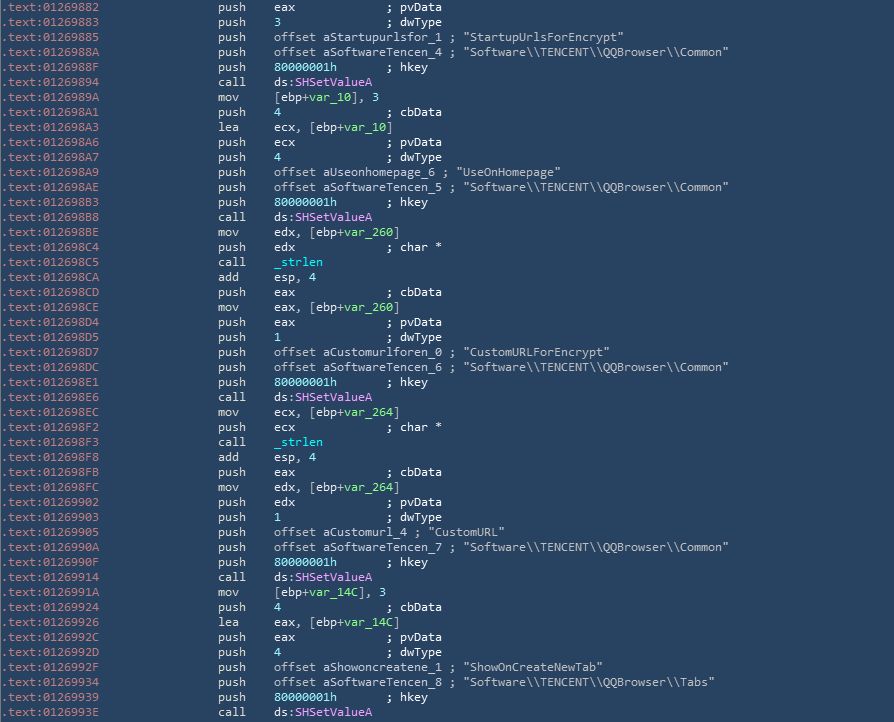 .text:01269882 push eax ; pvData
.text:01269883 push 3 ; dwType
.text:01269885 push offset aStartupurlsfor_1 ; "StartupUrlsForEncrypt"
.text:0126988A push offset aSoftwareTencen_4 ; "Software\\TENCENT\\QQBrowser\\Common"
.text:0126988F push 80000001h ; hkey
.text:01269894 call ds:SHSetValueA
.text:0126989A mov [ebp+var_10], 3
.text:012698A1 push 4 ; cbData
.text:012698A3 lea ecx, [ebp+var_10]
.text:012698A6 push ecx ; pvData
.text:012698A7 push 4 ; dwType
.text:012698A9 push offset aUseonhomepage_6 ; "UseOnHomepage"
.text:012698AE push offset aSoftwareTencen_5 ; "Software\\TENCENT\\QQBrowser\\Common"
.text:012698B3 push 80000001h ; hkey
.text:012698B8 call ds:SHSetValueA
.text:012698BE mov edx, [ebp+var_260]
.text:012698C4 push edx ; char *
.text:012698C5 call _strlen
.text:012698CA add esp, 4
.text:012698CD push eax ; cbData
.text:012698CE mov eax, [ebp+var_260]
.text:012698D4 push eax ; pvData
.text:012698D5 push 1 ; dwType
.text:012698D7 push offset aCustomurlforen_0 ; "CustomURLForEncrypt"
.text:012698DC push offset aSoftwareTencen_6 ; "Software\\TENCENT\\QQBrowser\\Common"
.text:012698E1 push 80000001h ; hkey
.text:012698E6 call ds:SHSetValueA
.text:012698EC mov ecx, [ebp+var_264]
.text:012698F2 push ecx ; char *
.text:012698F3 call _strlen
.text:012698F8 add esp, 4
.text:012698FB push eax ; cbData
.text:012698FC mov edx, [ebp+var_264]
.text:01269902 push edx ; pvData
.text:01269903 push 1 ; dwType
.text:01269905 push offset aCustomurl_4 ; "CustomURL"
.text:0126990A push offset aSoftwareTencen_7 ; "Software\\TENCENT\\QQBrowser\\Common"
.text:0126990F push 80000001h ; hkey
.text:01269914 call ds:SHSetValueA
.text:0126991A mov [ebp+var_14C], 3
.text:01269924 push 4 ; cbData
.text:01269926 lea eax, [ebp+var_14C]
.text:0126992C push eax ; pvData
.text:0126992D push 4 ; dwType
.text:0126992F push offset aShowoncreatene_1 ; "ShowOnCreateNewTab"
.text:01269934 push offset aSoftwareTencen_8 ; "Software\\TENCENT\\QQBrowser\\Tabs"
.text:01269939 push 80000001h ; hkey
.text:0126993E call ds:SHSetValueA